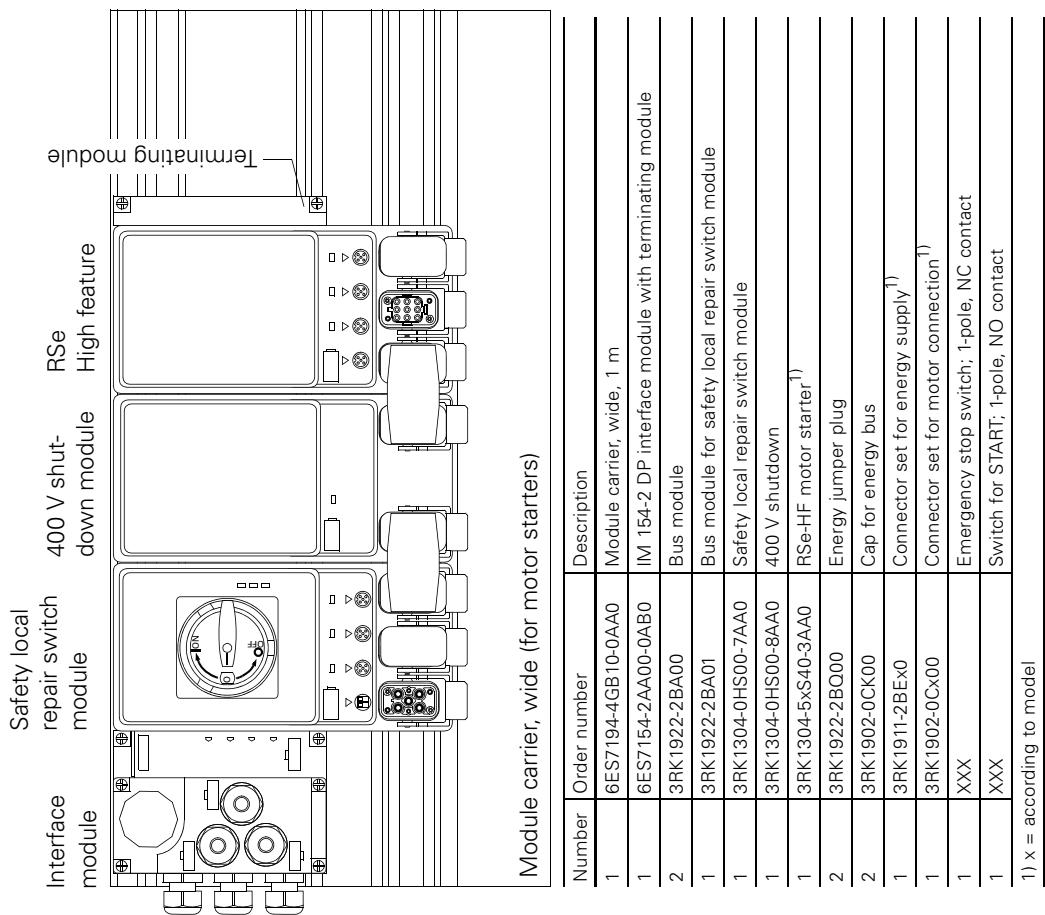 Interface
module
Safety local
repair switch
module
400 V shut-
down module
RSe
High feature
Terminating module
ON
OFF
Module carrier, wide (for motor starters)
Number Order number Description
1 6ES7194-4GB10-0AA0 Module carrier, wide, 1 m
1 6ES7154-2AA00-0AB0 IM 154-2 DP interface module with terminating module
2 3RK1922-2BA00 Bus module
1 3RK1922-2BA01 Bus module for safety local repair switch module
1 3RK1304-0HS00-7AA0 Safety local repair switch module
1 3RK1304-0HS00-8AA0 400 V shutdown
1 3RK1304-5xS40-3AA0 RSe-HF motor starter1)
2 3RK1922-2BQ00 Energy jumper plug
2 3RK1902-0CK00 Cap for energy bus
1 3RK1911-2BEx0 Connector set for energy supply1)
1 3RK1902-0Cx00 Connector set for motor connection1)
1 XXX Emergency stop switch; 1-pole, NC contact
1 XXX Switch for START; 1-pole, NO contact
1) x = according to model